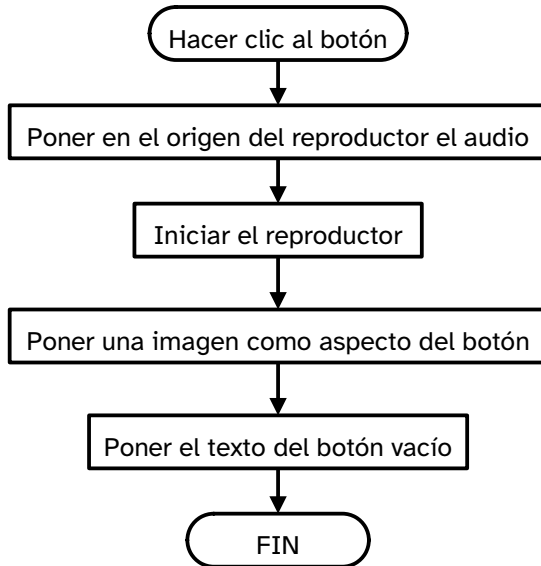 Hacer clic al botón
Poner en el origen del reproductor el audio
Iniciar el reproductor
Poner una imagen como aspecto del botón
Poner el texto del botón vacío
FIN